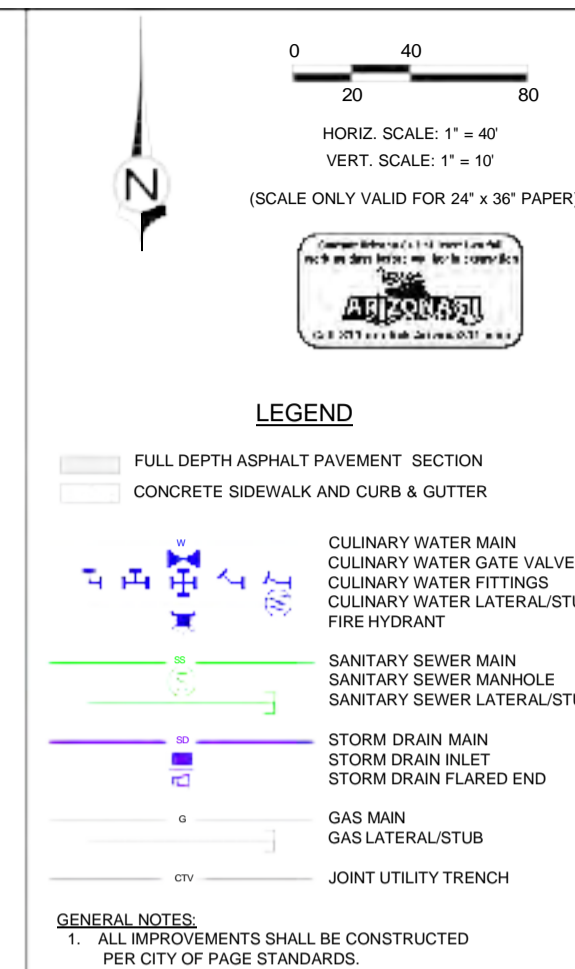 0 40
20 80
HORIZ. SCALE: 1" = 40'
VERT. SCALE: 1" = 10'
(SCALE ONLY VALID FOR 24" x 36" PAPER)
N
ARIZONA 811
LEGEND
FULL DEPTH ASPHALT PAVEMENT SECTION
CONCRETE SIDEWALK AND CURB & GUTTER
W CULINARY WATER MAIN
CULINARY WATER GATE VALVE
CULINARY WATER FITTINGS
CULINARY WATER LATERAL/STU
FIRE HYDRANT
SS SANITARY SEWER MAIN
S SANITARY SEWER MANHOLE
SANITARY SEWER LATERAL/STU
SD STORM DRAIN MAIN
STORM DRAIN INLET
STORM DRAIN FLARED END
G GAS MAIN
GAS LATERAL/STUB
CTV JOINT UTILITY TRENCH
GENERAL NOTES:
1. ALL IMPROVEMENTS SHALL BE CONSTRUCTED
PER CITY OF PAGE STANDARDS.